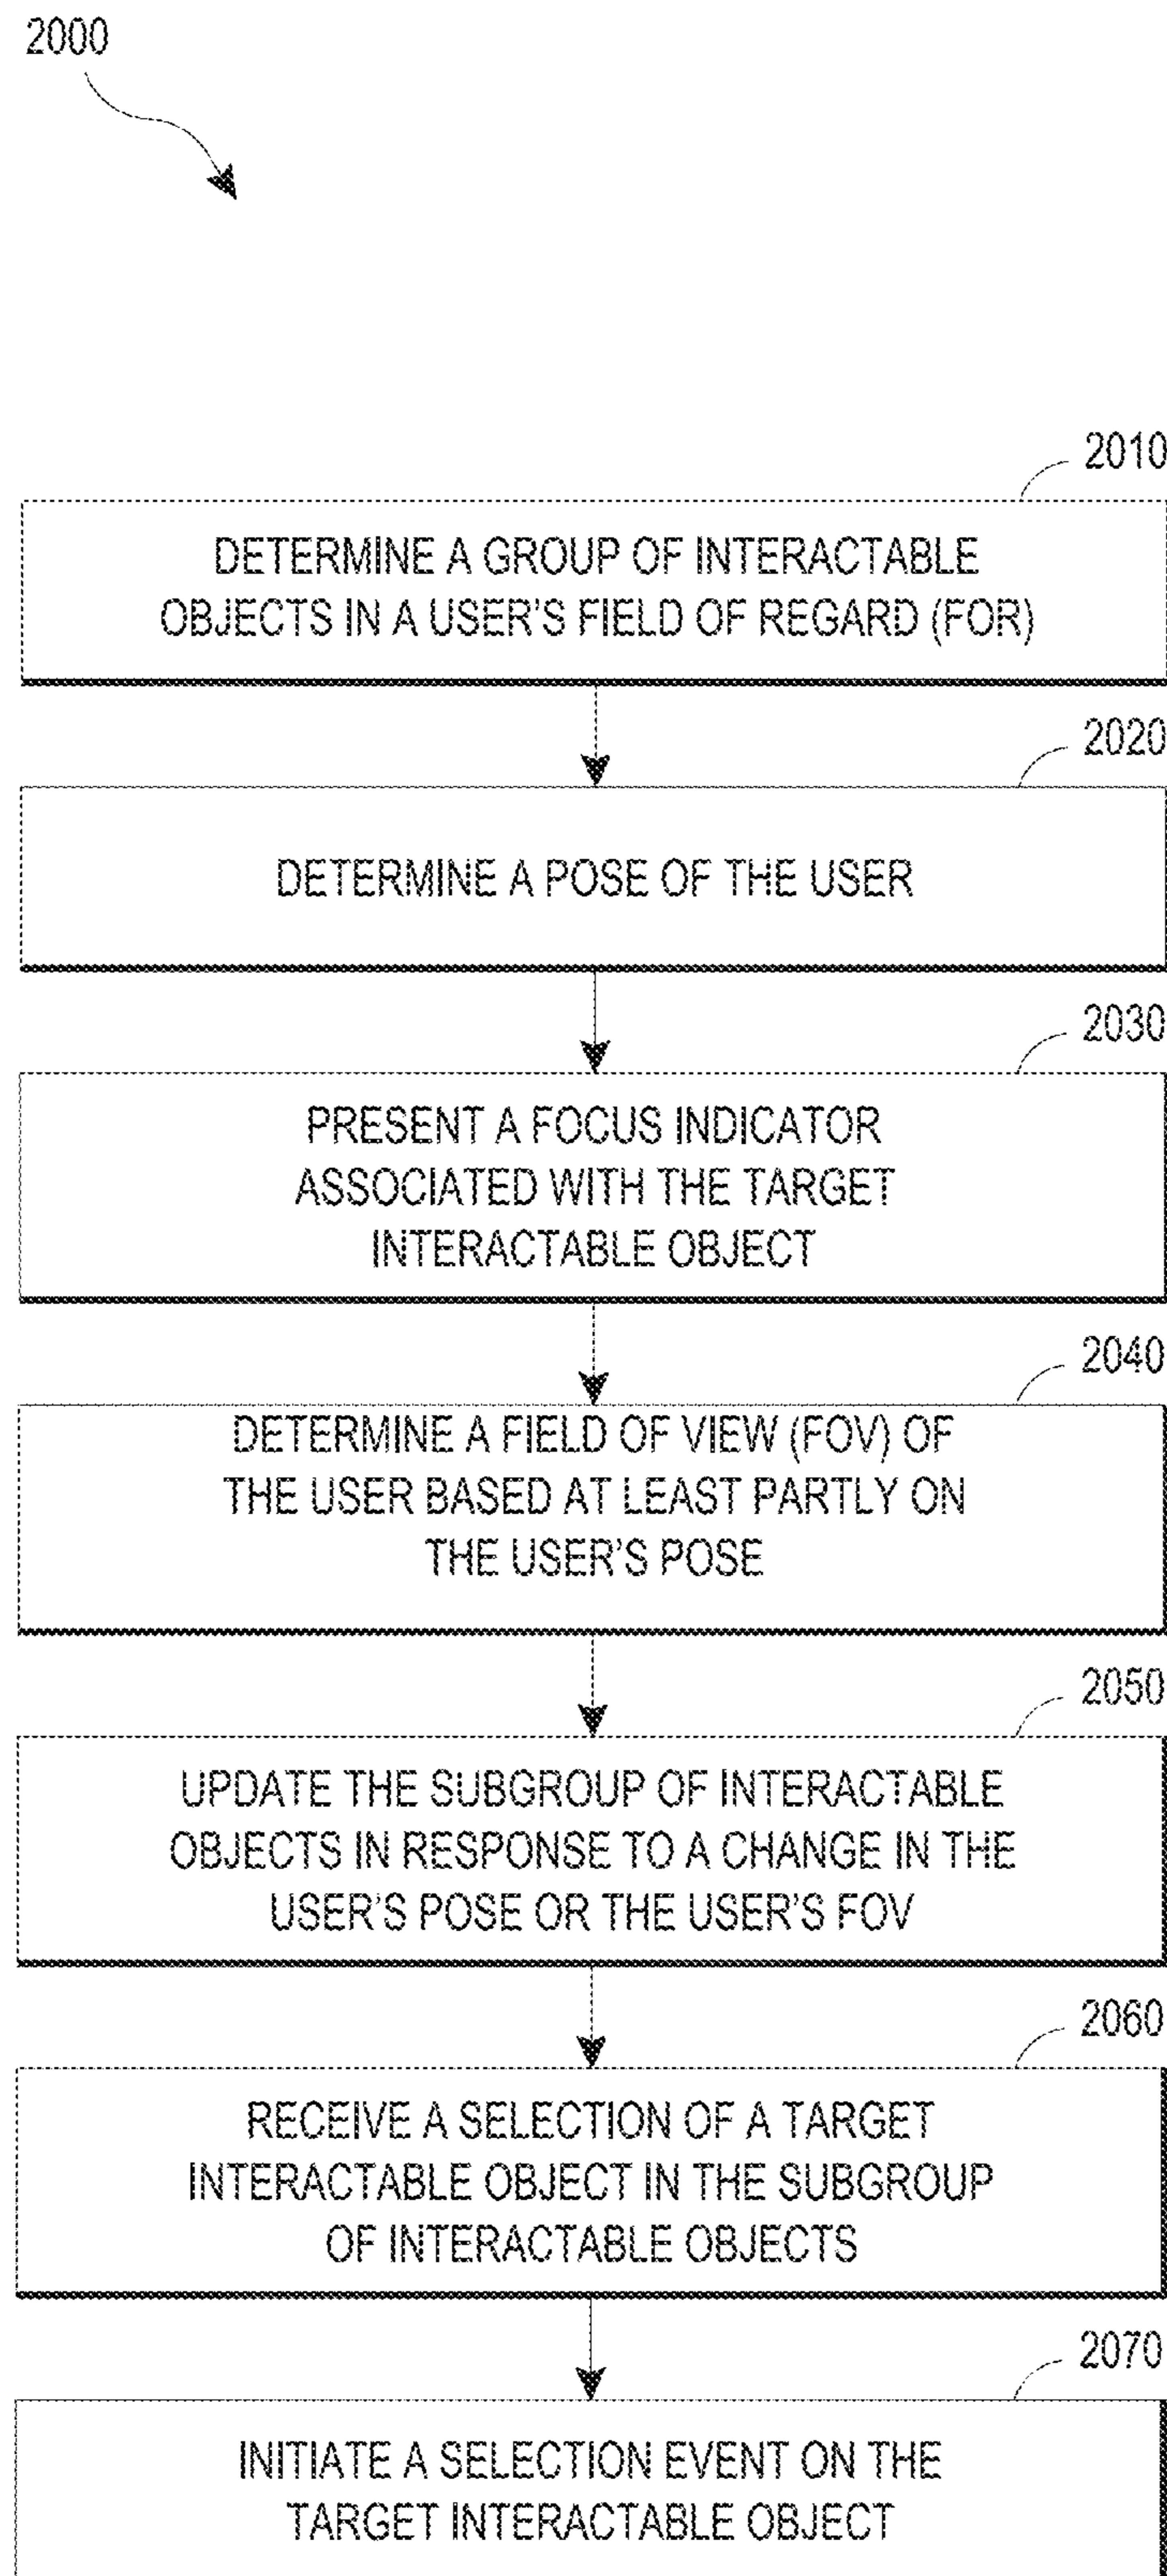 2000
2010
DETERMINE A GROUP OF INTERACTABLE
OBJECTS IN A USER'S FIELD OF REGARD (FOR)
2020
DETERMINE A POSE OF THE USER
2030
PRESENT A FOCUS INDICATOR
ASSOCIATED WITH THE TARGET
INTERACTABLE OBJECT
2040
DETERMINE A FIELD OF VIEW (FOV) OF
THE USER BASED AT LEAST PARTLY ON
THE USER'S POSE
2050
UPDATE THE SUBGROUP OF INTERACTABLE
OBJECTS IN RESPONSE TO A CHANGE IN THE
USER'S POSE OR THE USER'S FOV
2060
RECEIVE A SELECTION OF A TARGET
INTERACTABLE OBJECT IN THE SUBGROUP
OF INTERACTABLE OBJECTS
2070
INITIATE A SELECTION EVENT ON THE
TARGET INTERACTABLE OBJECT